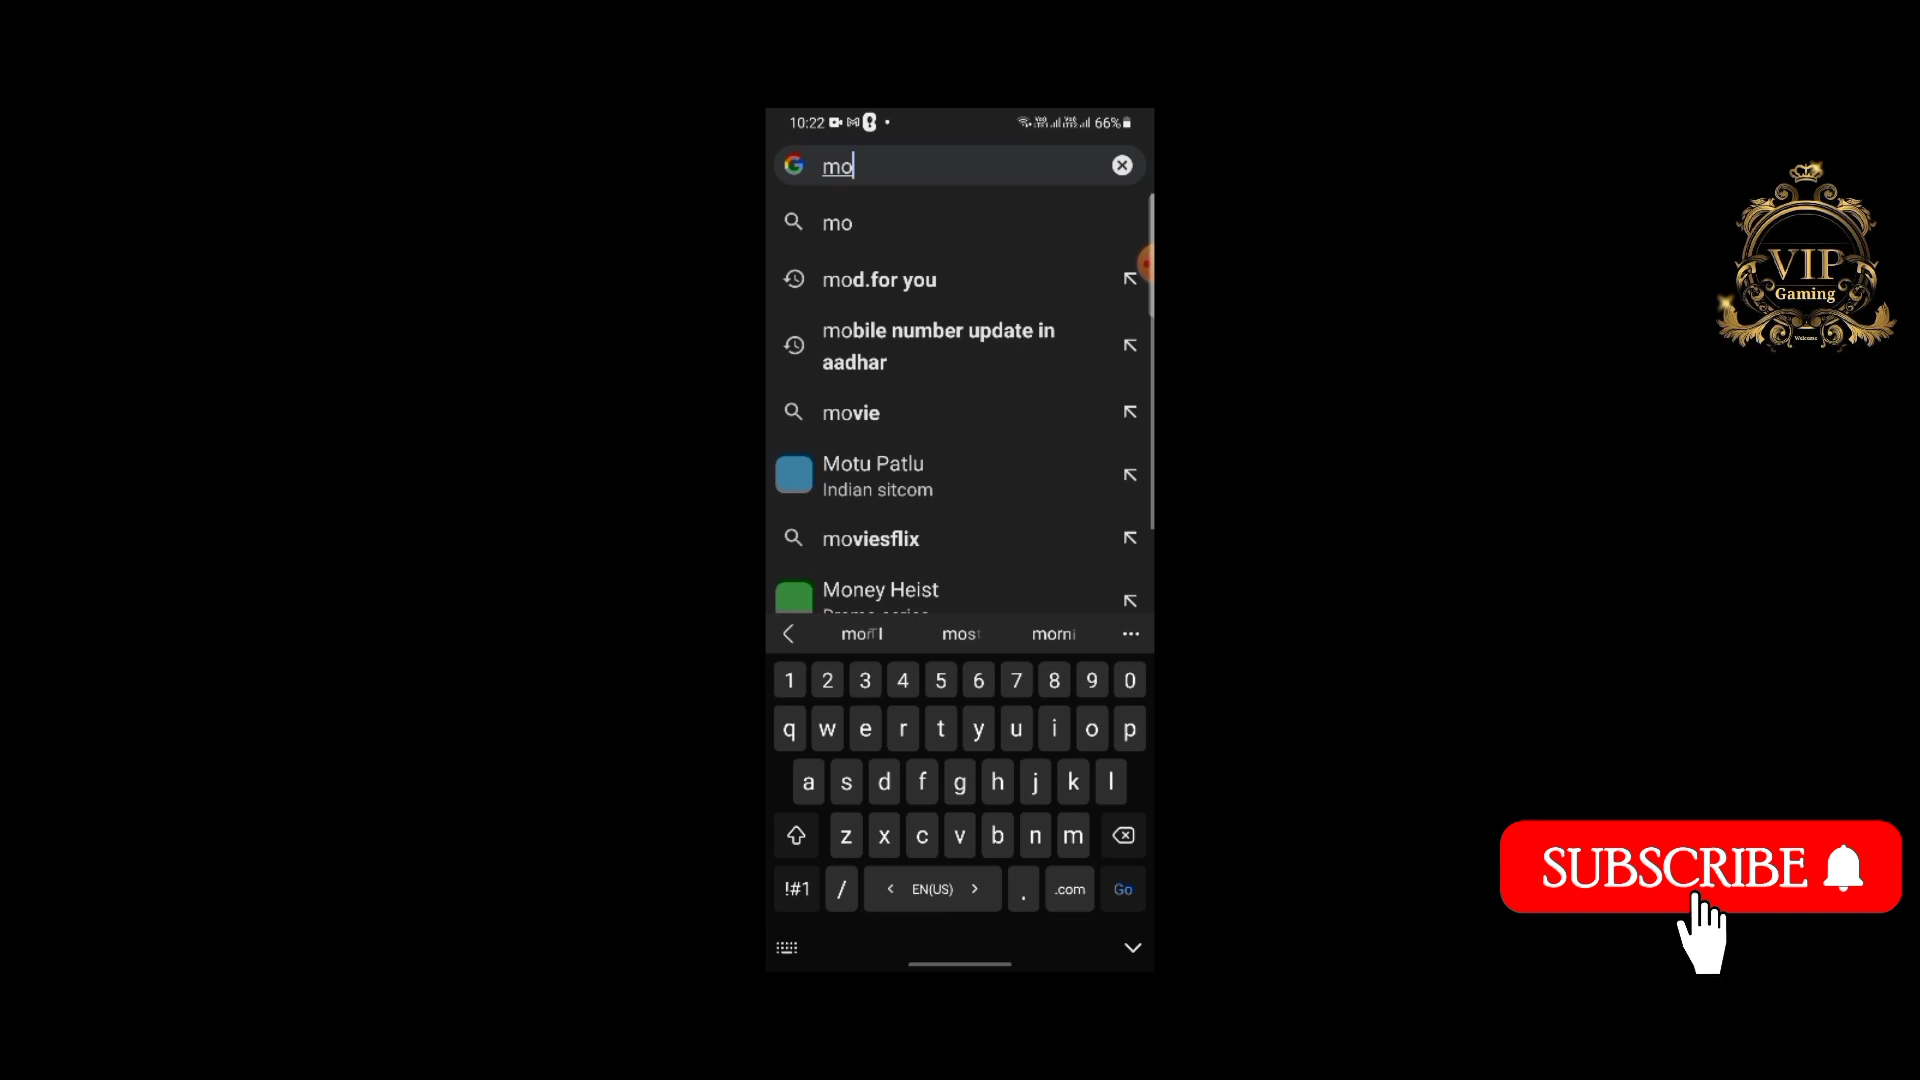 10:22
66%
mo
mo
mod.for you
mobile number update in
aadhar
movie
Motu Patlu
Indian sitcom
moviesflix
Money Heist
most
1 2 3 4 5 6 7 8 9 0
q w e r t y u i o p
a s d f g h j k l
z x c v b n m
!#1 / < EN(US) > . .com Go
VIP
Gaming
Welcome
SUBSCRIBE